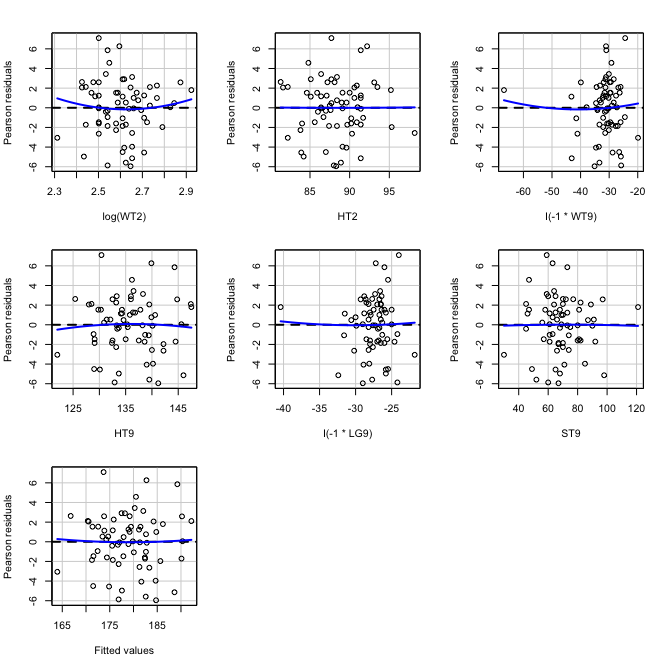 6
4
2
0
-2
-4
-6
Pearson residuals
2.3 2.5 2.7 2.9
log(WT2)
6
4
2
0
-2
-4
-6
Pearson residuals
85 90 95
HT2
6
4
2
0
-2
-4
-6
Pearson residuals
-60 -50 -40 -30 -20
I(-1 * WT9)
6
4
2
0
-2
-4
-6
Pearson residuals
125 135 145
HT9
6
4
2
0
-2
-4
-6
Pearson residuals
-40 -35 -30 -25
I(-1 * LG9)
6
4
2
0
-2
-4
-6
Pearson residuals
40 60 80 100 120
ST9
6
4
2
0
-2
-4
-6
Pearson residuals
165 175 185
Fitted values